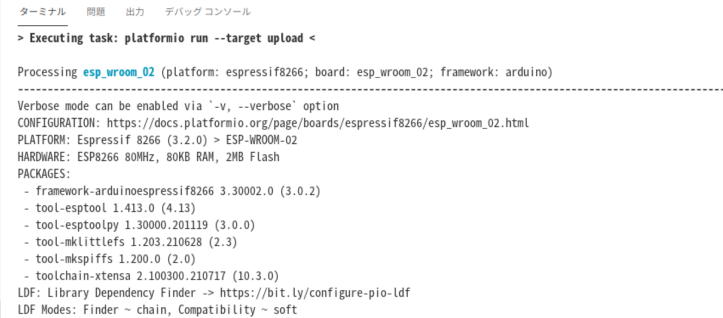 ターミナル 問題 出力 デバッグ コンソール
> Executing task: platformio run --target upload <
Processing esp_wroom_02 (platform: espressif8266; board: esp_wroom_02; framework: arduino)
--------------------------------------------------------------------------------
Verbose mode can be enabled via `-v, --verbose` option
CONFIGURATION: https://docs.platformio.org/page/boards/espressif8266/esp_wroom_02.html
PLATFORM: Espressif 8266 (3.2.0) > ESP-WROOM-02
HARDWARE: ESP8266 80MHz, 80KB RAM, 2MB Flash
PACKAGES:
- framework-arduinoespressif8266 3.30002.0 (3.0.2)
- tool-esptool 1.413.0 (4.13)
- tool-esptoolpy 1.30000.201119 (3.0.0)
- tool-mklittlefs 1.203.210628 (2.3)
- tool-mkspiffs 1.200.0 (2.0)
- toolchain-xtensa 2.100300.210717 (10.3.0)
LDF: Library Dependency Finder -> https://bit.ly/configure-pio-ldf
LDF Modes: Finder ~ chain, Compatibility ~ soft